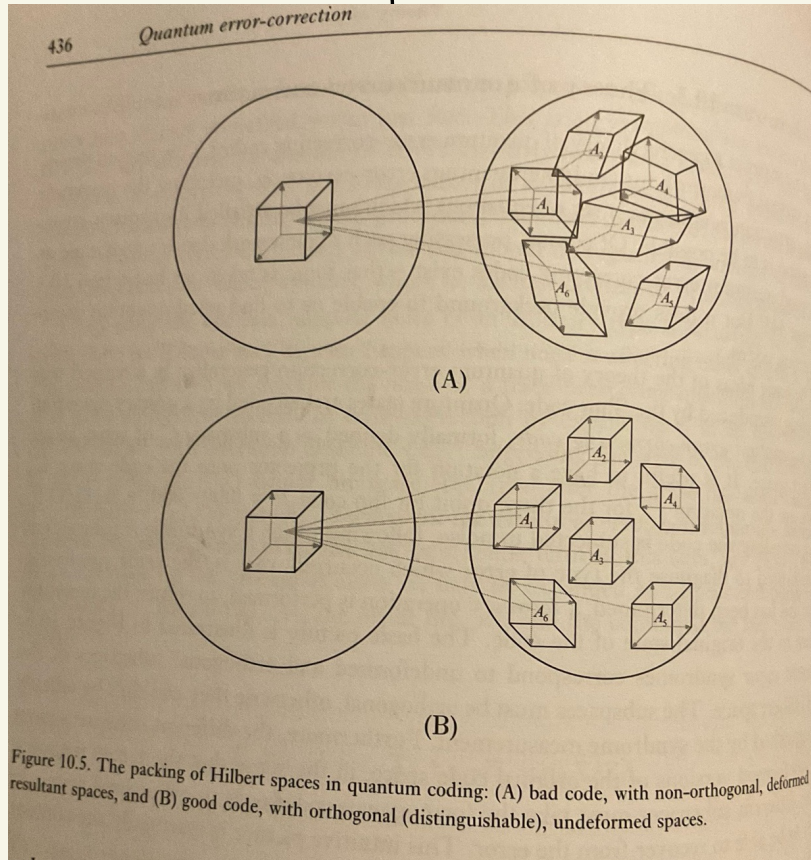 436
Quantum error-correction
A2
A4
A1
A3
A6
A5
(A)
A2
A4
A1
A3
A6
A5
(B)
Figure 10.5. The packing of Hilbert spaces in quantum coding: (A) bad code, with non-orthogonal, deformed
resultant spaces, and (B) good code, with orthogonal (distinguishable), undeformed spaces.